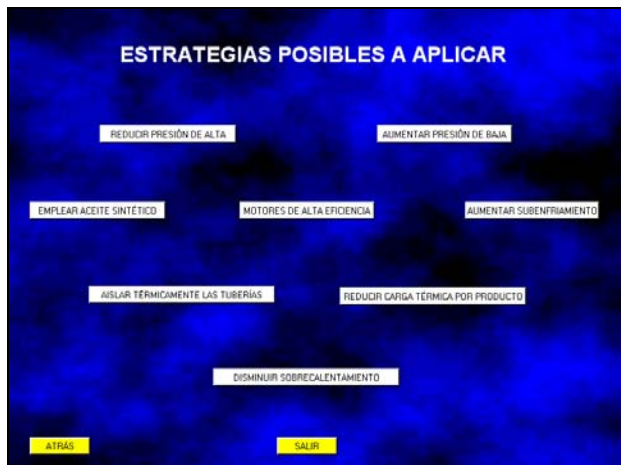 ESTRATEGIAS POSIBLES A APLICAR
REDUCIR PRESIÓN DE ALTA
AUMENTAR PRESIÓN DE BAJA
EMPLEAR ACEITE SINTÉTICO
MOTORES DE ALTA EFICIENCIA
AUMENTAR SUBENFRIAMIENTO
AISLAR TÉRMICAMENTE LAS TUBERÍAS
REDUCIR CARGA TÉRMICA POR PRODUCTO
DISMINUIR SOBRECALENTAMIENTO
ATRÁS
SALIR